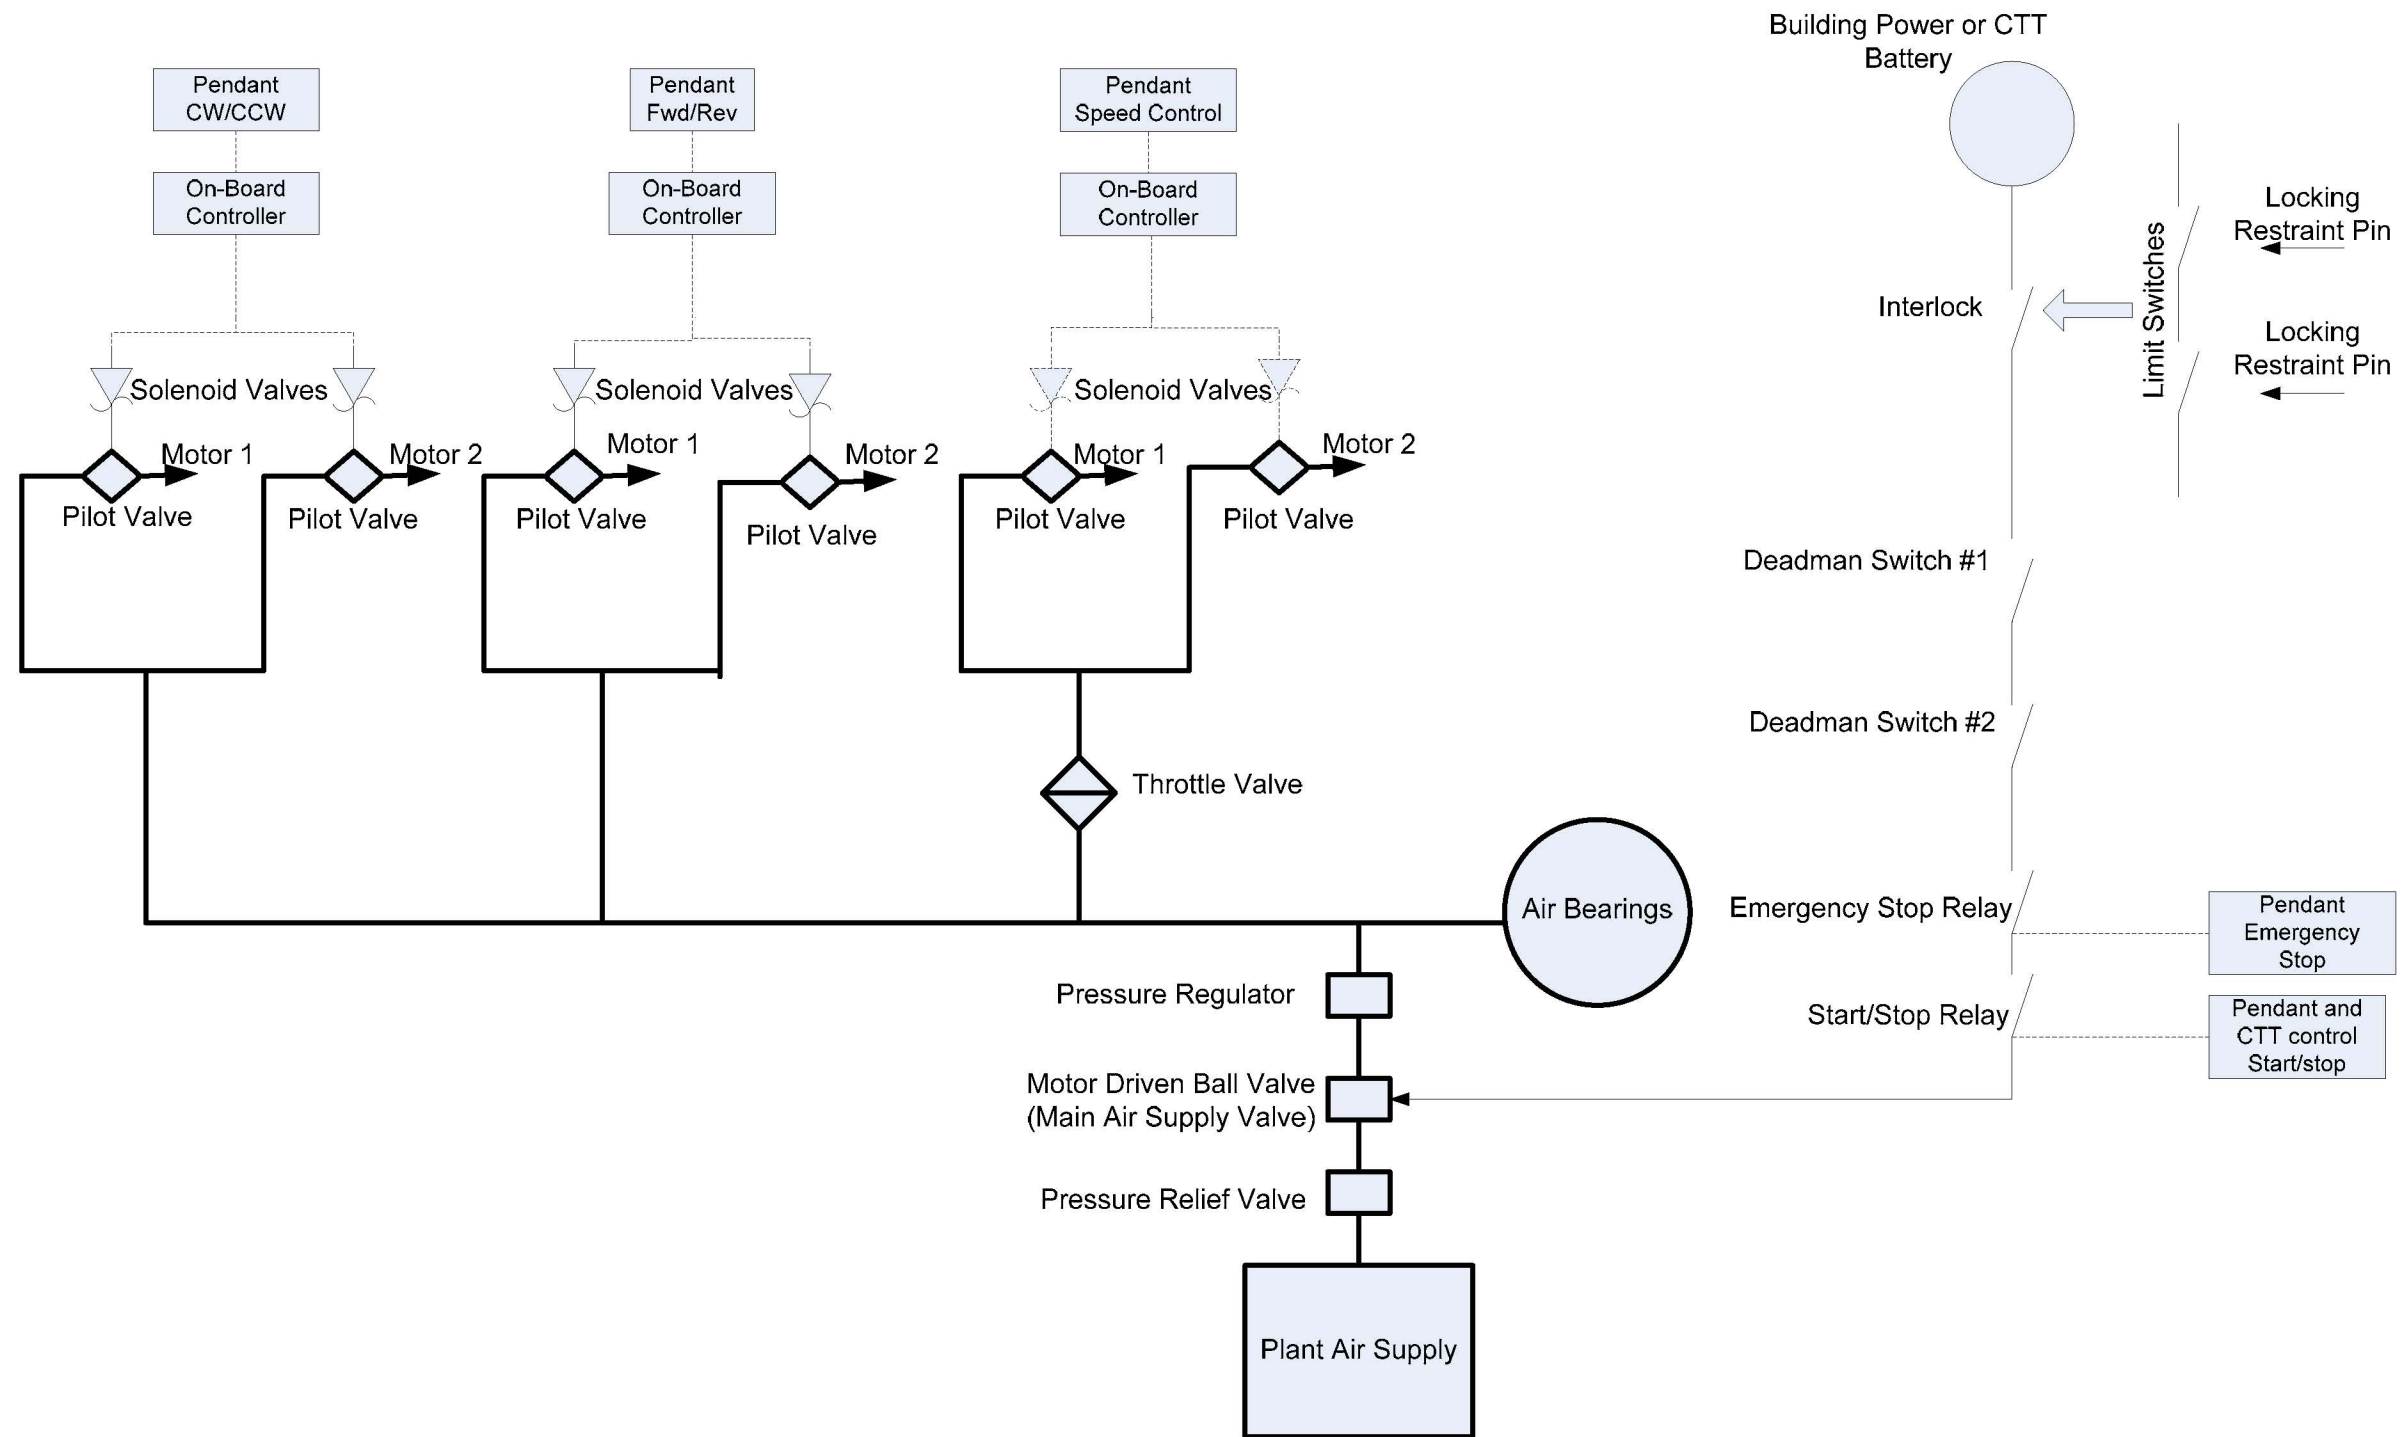 Building Power or CTT
Battery
Pendant
CW/CCW
Pendant
Fwd/Rev
Pendant
Speed Control
On-Board
Controller
On-Board
Controller
On-Board
Controller
Locking
Restraint Pin
Limit Switches
Interlock
Locking
Restraint Pin
Solenoid Valves
Solenoid Valves
Solenoid Valves
Motor 1
Motor 2
Motor 1
Motor 2
Motor 1
Motor 2
Pilot Valve
Pilot Valve
Pilot Valve
Pilot Valve
Pilot Valve
Pilot Valve
Deadman Switch #1
Deadman Switch #2
Throttle Valve
Air Bearings
Emergency Stop Relay
Pendant
Emergency
Stop
Pressure Regulator
Start/Stop Relay
Pendant and
CTT control
Start/stop
Motor Driven Ball Valve
(Main Air Supply Valve)
Pressure Relief Valve
Plant Air Supply